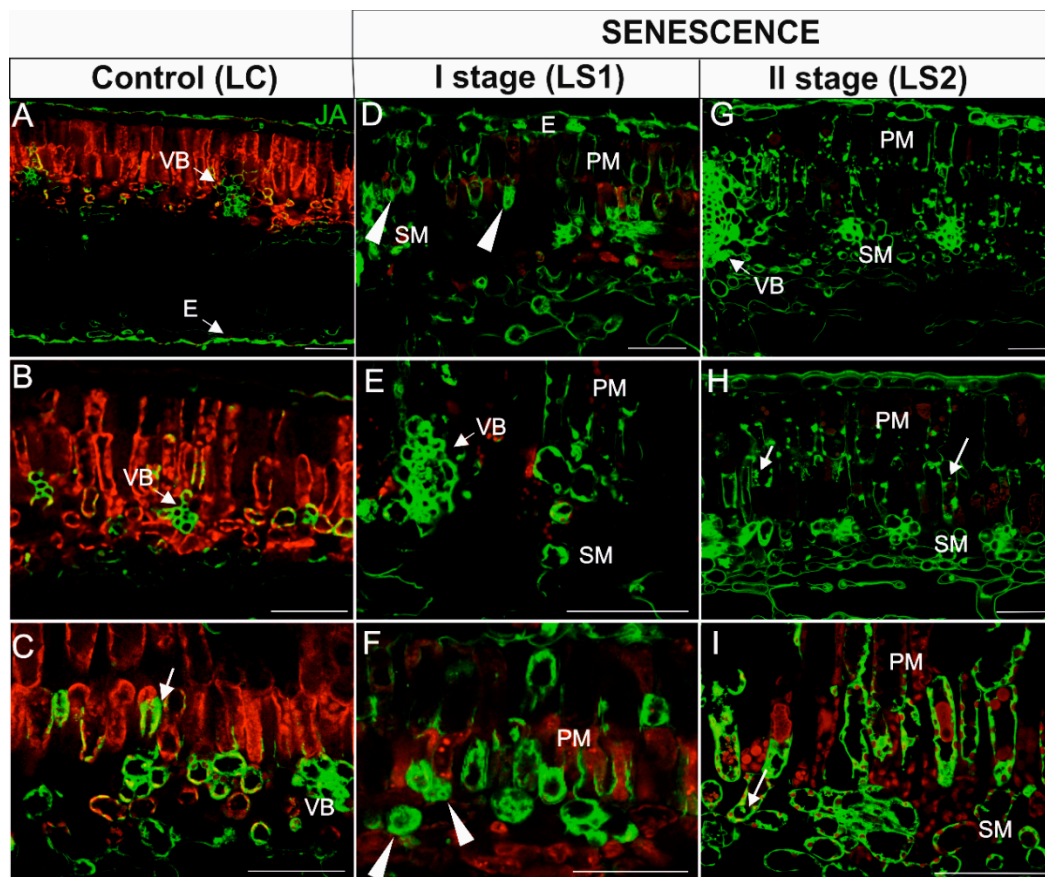 SENESCENCE
Control (LC)
I stage (LS1)
II stage (LS2)
A
JA
VB
E
D
E
PM
SM
G
PM
SM
VB
B
VB
E
PM
VB
SM
H
PM
SM
C
VB
F
PM
I
PM
SM